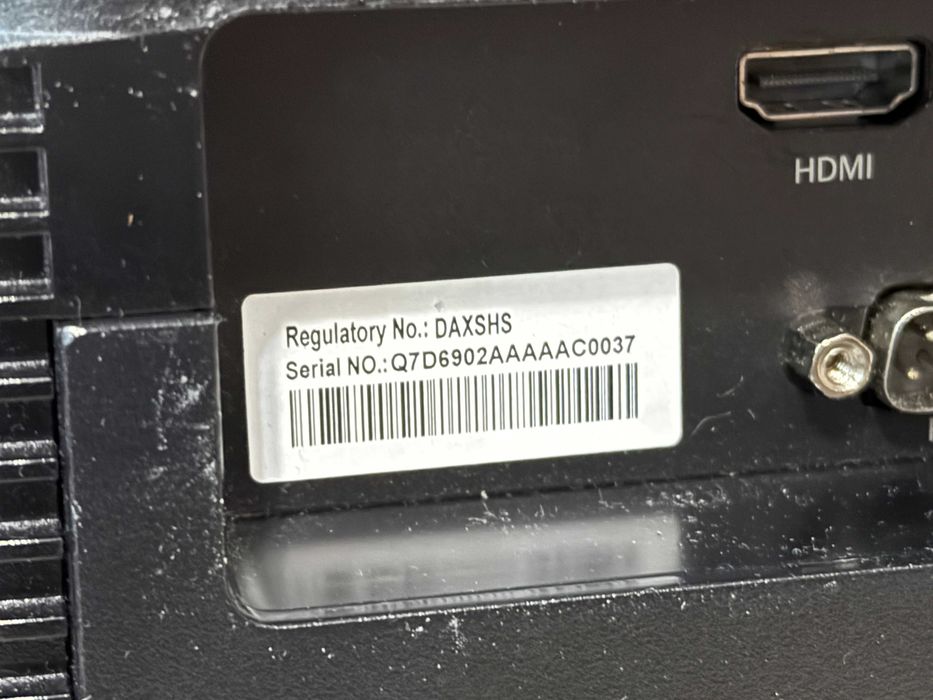 HDMI
Regulatory No.: DAXSHS
Serial NO.: Q7D6902AAAAAC0037